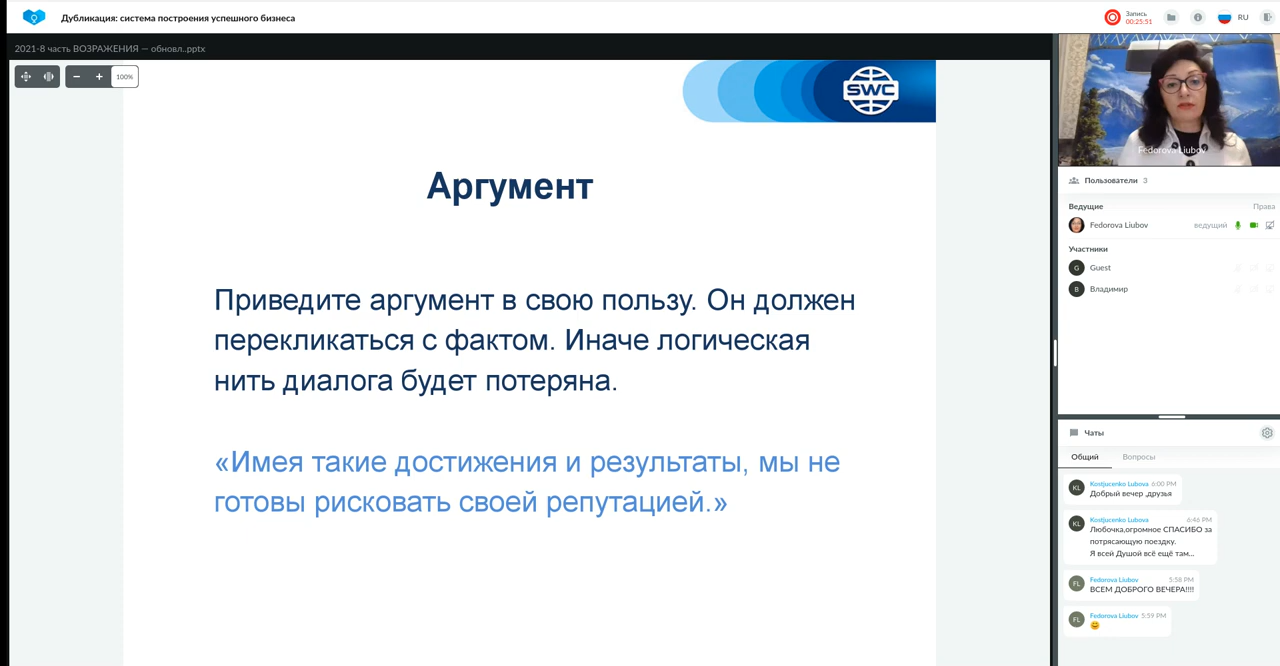 Дубликация: система построения успешного бизнеса
Запись
00:25:51
RU
2021-8 часть ВОЗРАЖЕНИЯ — обновл..pptx
100%
SWC
Аргумент
Приведите аргумент в свою пользу. Он должен
перекликаться с фактом. Иначе логическая
нить диалога будет потеряна.
«Имея такие достижения и результаты, мы не
готовы рисковать своей репутацией.»
Fedorova Liubov
Пользователи 3
Ведущие Права
Fedorova Liubov ведущий
Участники
G Guest
В Владимир
Чаты
Общий Вопросы
KL Kostjucenko Lubova 6:00 PM
Добрый вечер ,друзья
KL Kostjucenko Lubova 6:46 PM
Любочка,огромное СПАСИБО за
потрясающую поездку.
Я всей Душой всё ещё там...
FL Fedorova Liubov 5:58 PM
ВСЕМ ДОБРОГО ВЕЧЕРА!!!!
FL Fedorova Liubov 5:59 PM
😊